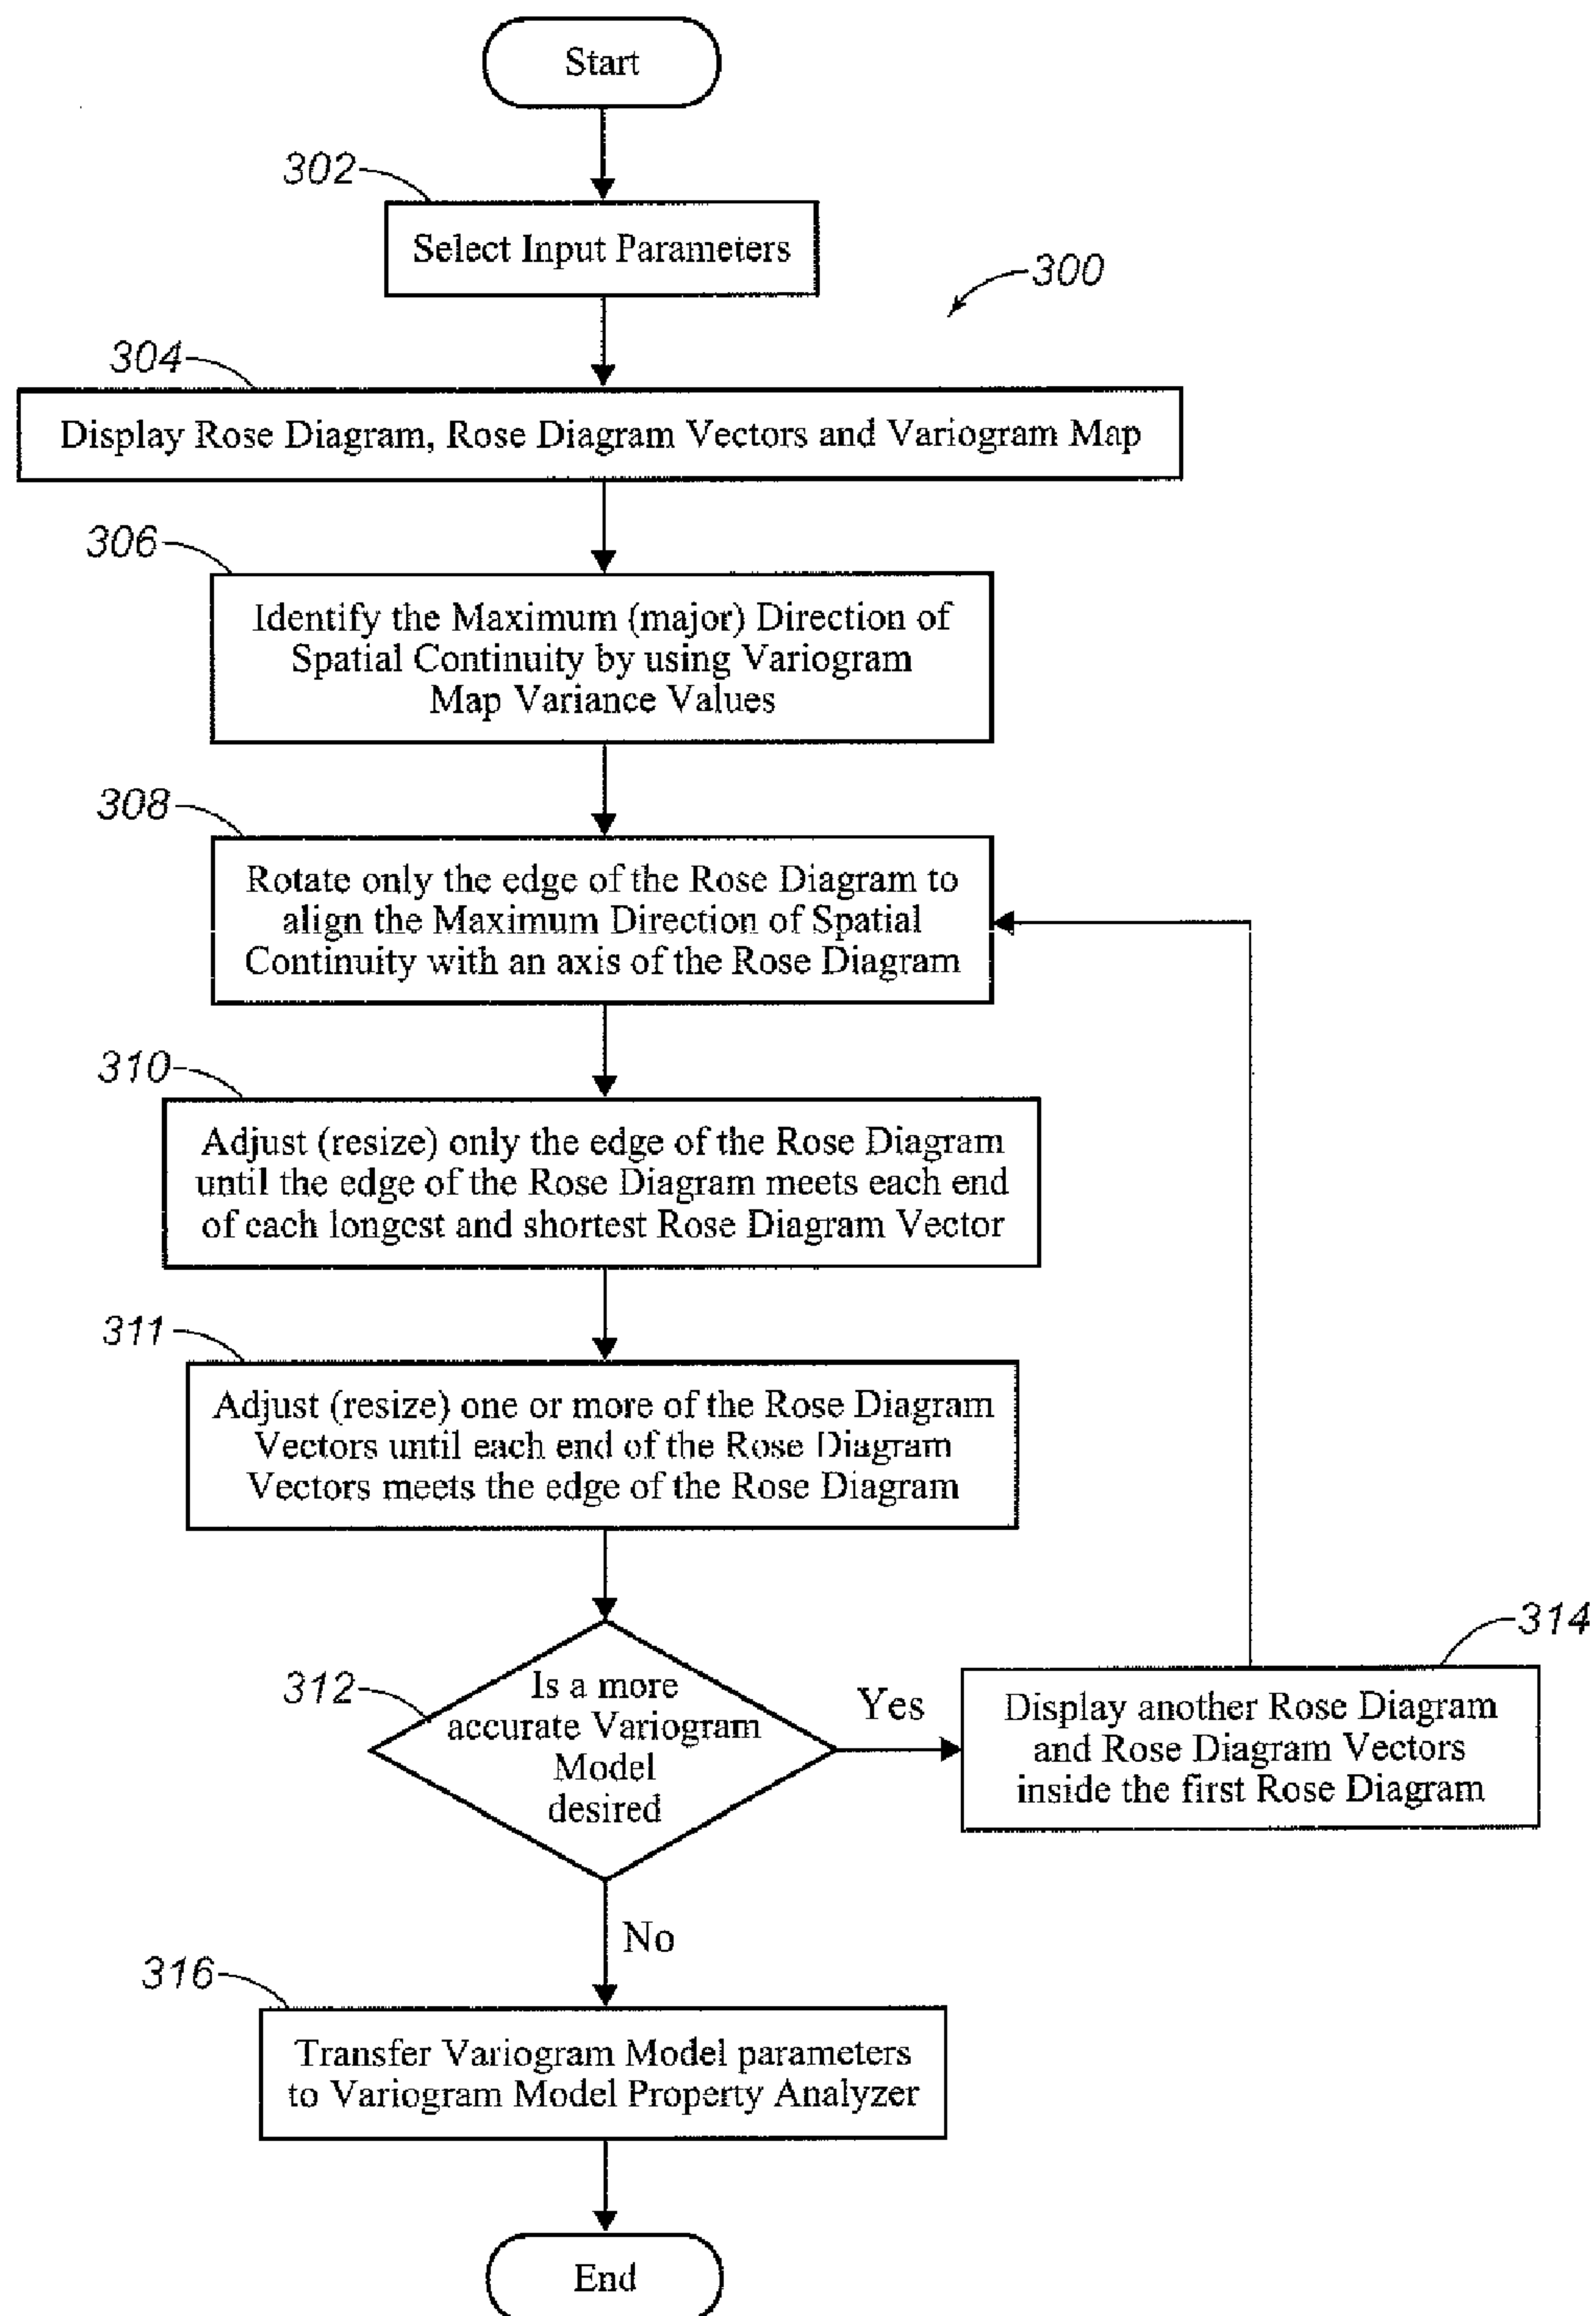 Start
302
Select Input Parameters
300
304
Display Rose Diagram, Rose Diagram Vectors and Variogram Map
306
Identify the Maximum (major) Direction of
Spatial Continuity by using Variogram
Map Variance Values
308
Rotate only the edge of the Rose Diagram to
align the Maximum Direction of Spatial
Continuity with an axis of the Rose Diagram
310
Adjust (resize) only the edge of the Rose Diagram
until the edge of the Rose Diagram meets each end
of each longest and shortest Rose Diagram Vector
311
Adjust (resize) one or more of the Rose Diagram
Vectors until each end of the Rose Diagram
Vectors meets the edge of the Rose Diagram
312
Is a more
accurate Variogram
Model
desired
Yes
314
Display another Rose Diagram
and Rose Diagram Vectors
inside the first Rose Diagram
No
316
Transfer Variogram Model parameters
to Variogram Model Property Analyzer
End